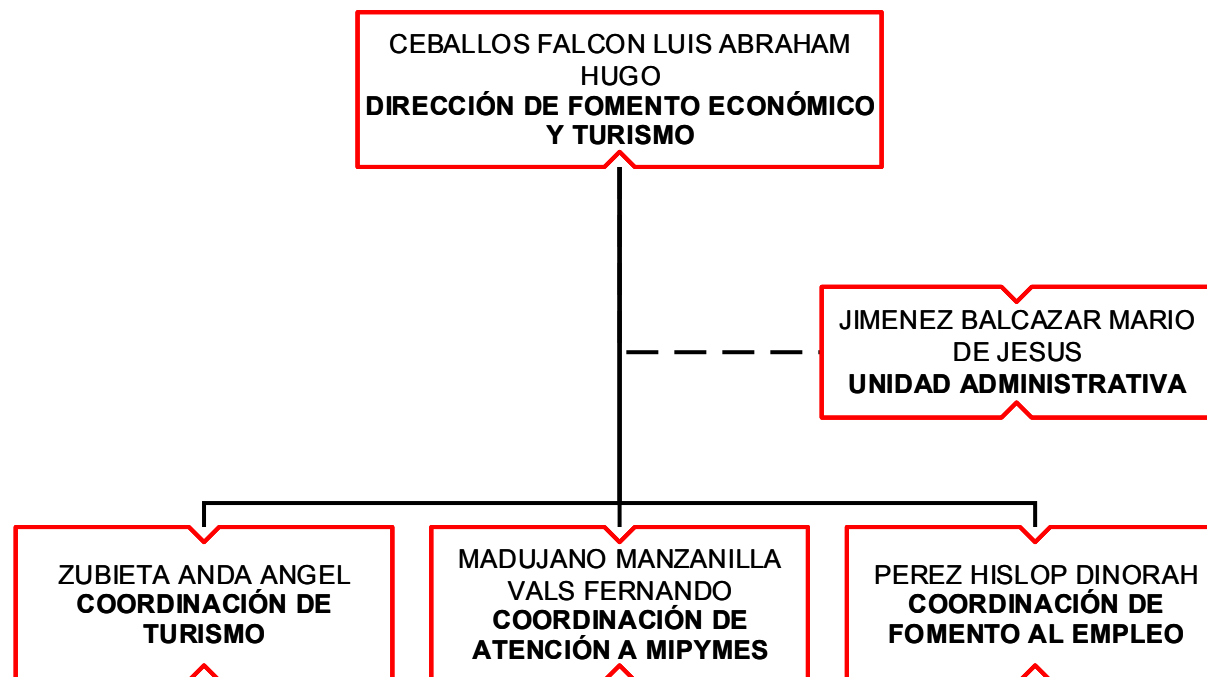 CEBALLOS FALCON LUIS ABRAHAM
HUGO
DIRECCIÓN DE FOMENTO ECONÓMICO
Y TURISMO
JIMENEZ BALCAZAR MARIO
DE JESUS
UNIDAD ADMINISTRATIVA
ZUBIETA ANDA ANGEL
COORDINACIÓN DE
TURISMO
MADUJANO MANZANILLA
VALS FERNANDO
COORDINACIÓN DE
ATENCIÓN A MIPYMES
PEREZ HISLOP DINORAH
COORDINACIÓN DE
FOMENTO AL EMPLEO